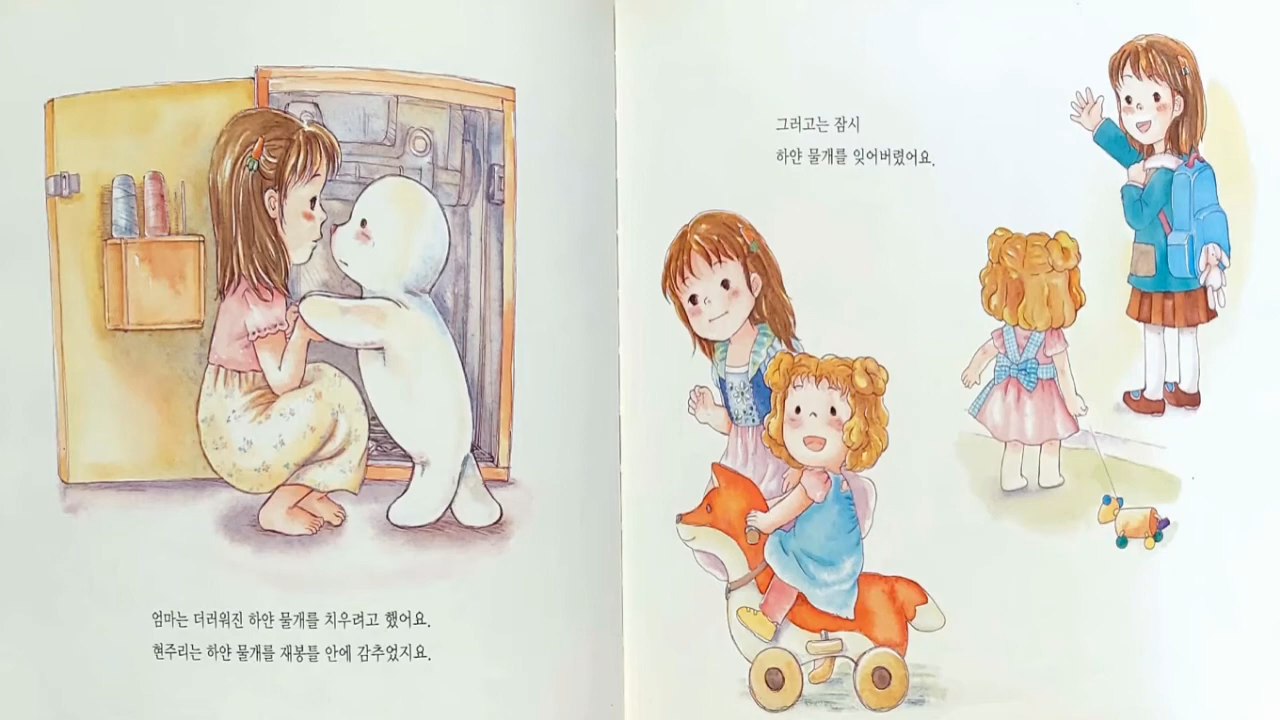 엄마는 더러워진 하얀 물개를 치우려고 했어요.
현주리는 하얀 물개를 재봉틀 안에 감추었지요.
그러고는 잠시
하얀 물개를 잊어버렸어요.